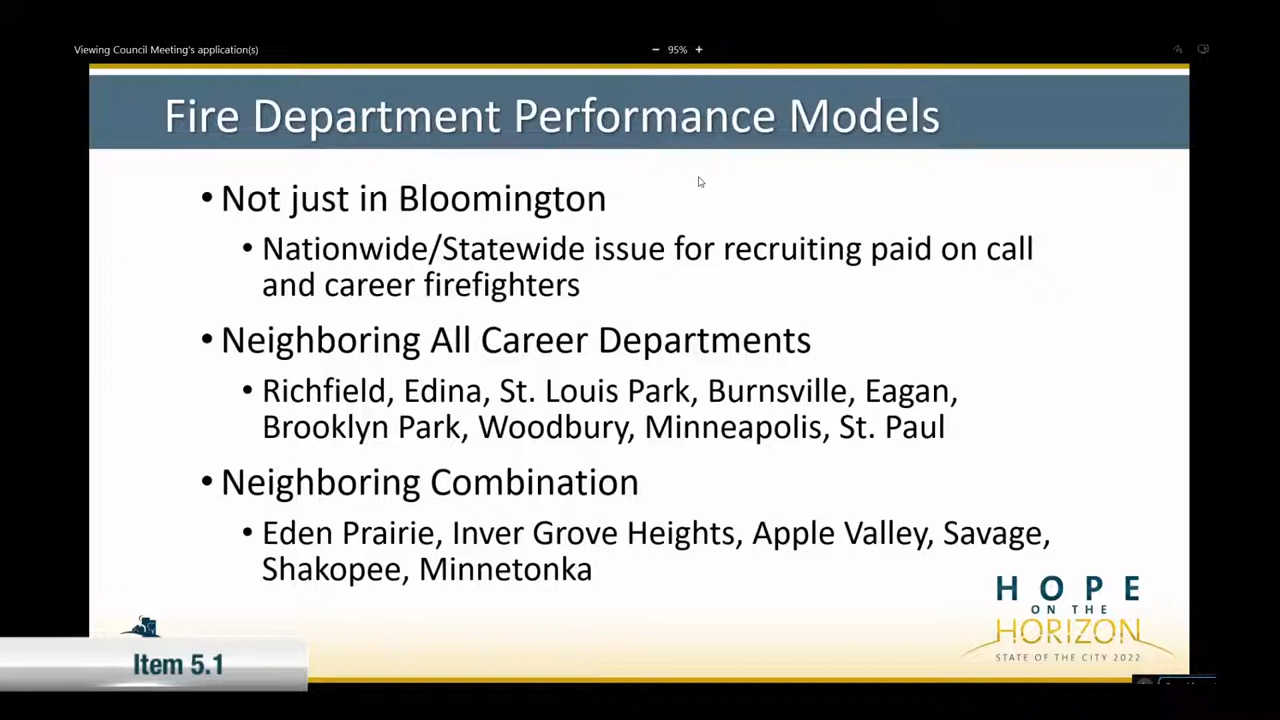 Viewing Council Meeting's application(s)
− 95% +
Fire Department Performance Models
• Not just in Bloomington
• Nationwide/Statewide issue for recruiting paid on call
and career firefighters
• Neighboring All Career Departments
• Richfield, Edina, St. Louis Park, Burnsville, Eagan,
Brooklyn Park, Woodbury, Minneapolis, St. Paul
• Neighboring Combination
• Eden Prairie, Inver Grove Heights, Apple Valley, Savage,
Shakopee, Minnetonka
HOPE
ON THE
HORIZON
STATE OF THE CITY 2022
Item 5.1